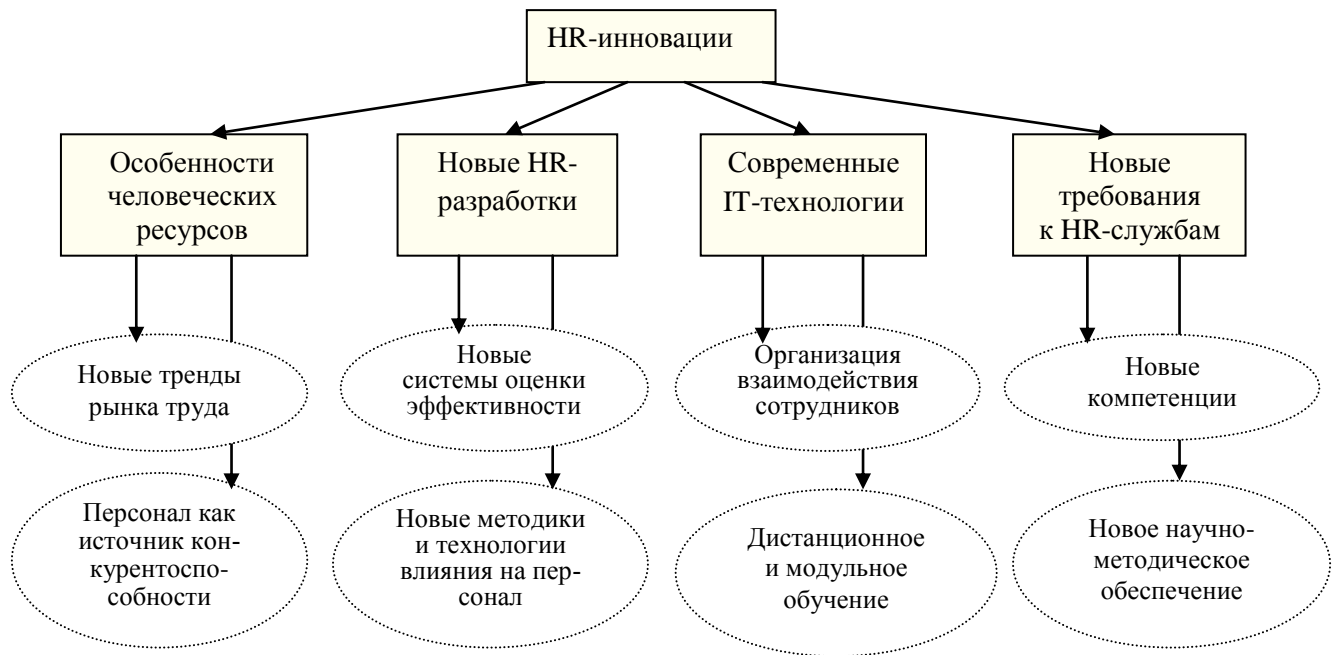 HR-инновации
Особенности
человеческих
ресурсов
Новые HR-
разработки
Современные
IT-технологии
Новые
требования
к HR-службам
Новые тренды
рынка труда
Новые
системы оценки
эффективности
Организация
взаимодействия
сотрудников
Новые
компетенции
Персонал как
источник кон-
курентоспо-
собности
Новые методики
и технологии
влияния на пер-
сонал
Дистанционное
и модульное
обучение
Новое научно-
методическое
обеспечение